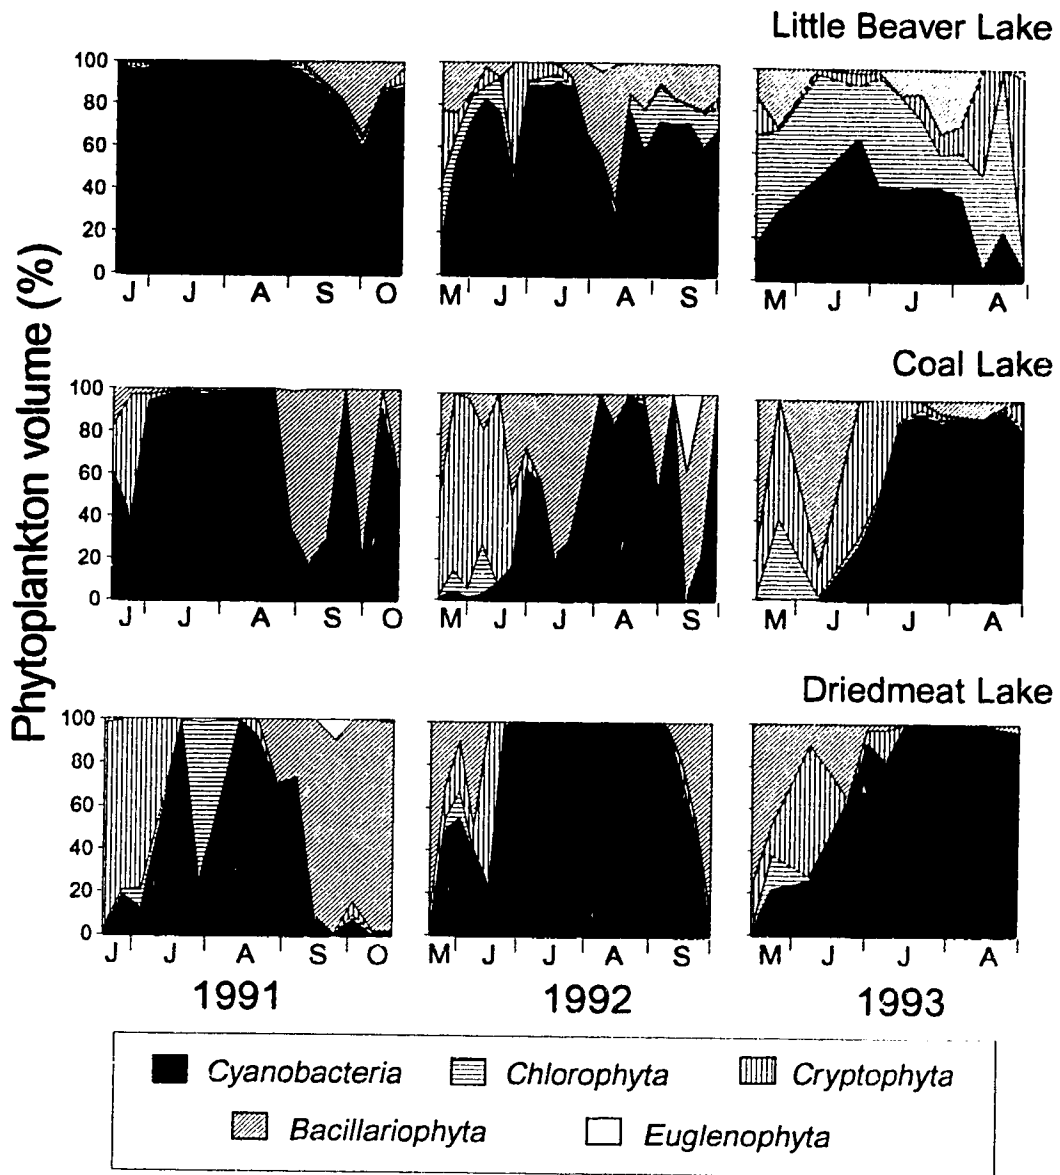 Little Beaver Lake
100
80
60
40
20
0
J J A S O
M J J A S
M J J A
Coal Lake
100
80
60
40
20
0
J J A S O
M J J A S
M J J A
Driedmeat Lake
100
80
60
40
20
0
J J A S O
M J J A S
M J J A
Phytoplankton volume (%)
1991 1992 1993
Cyanobacteria Chlorophyta Cryptophyta
Bacillariophyta Euglenophyta